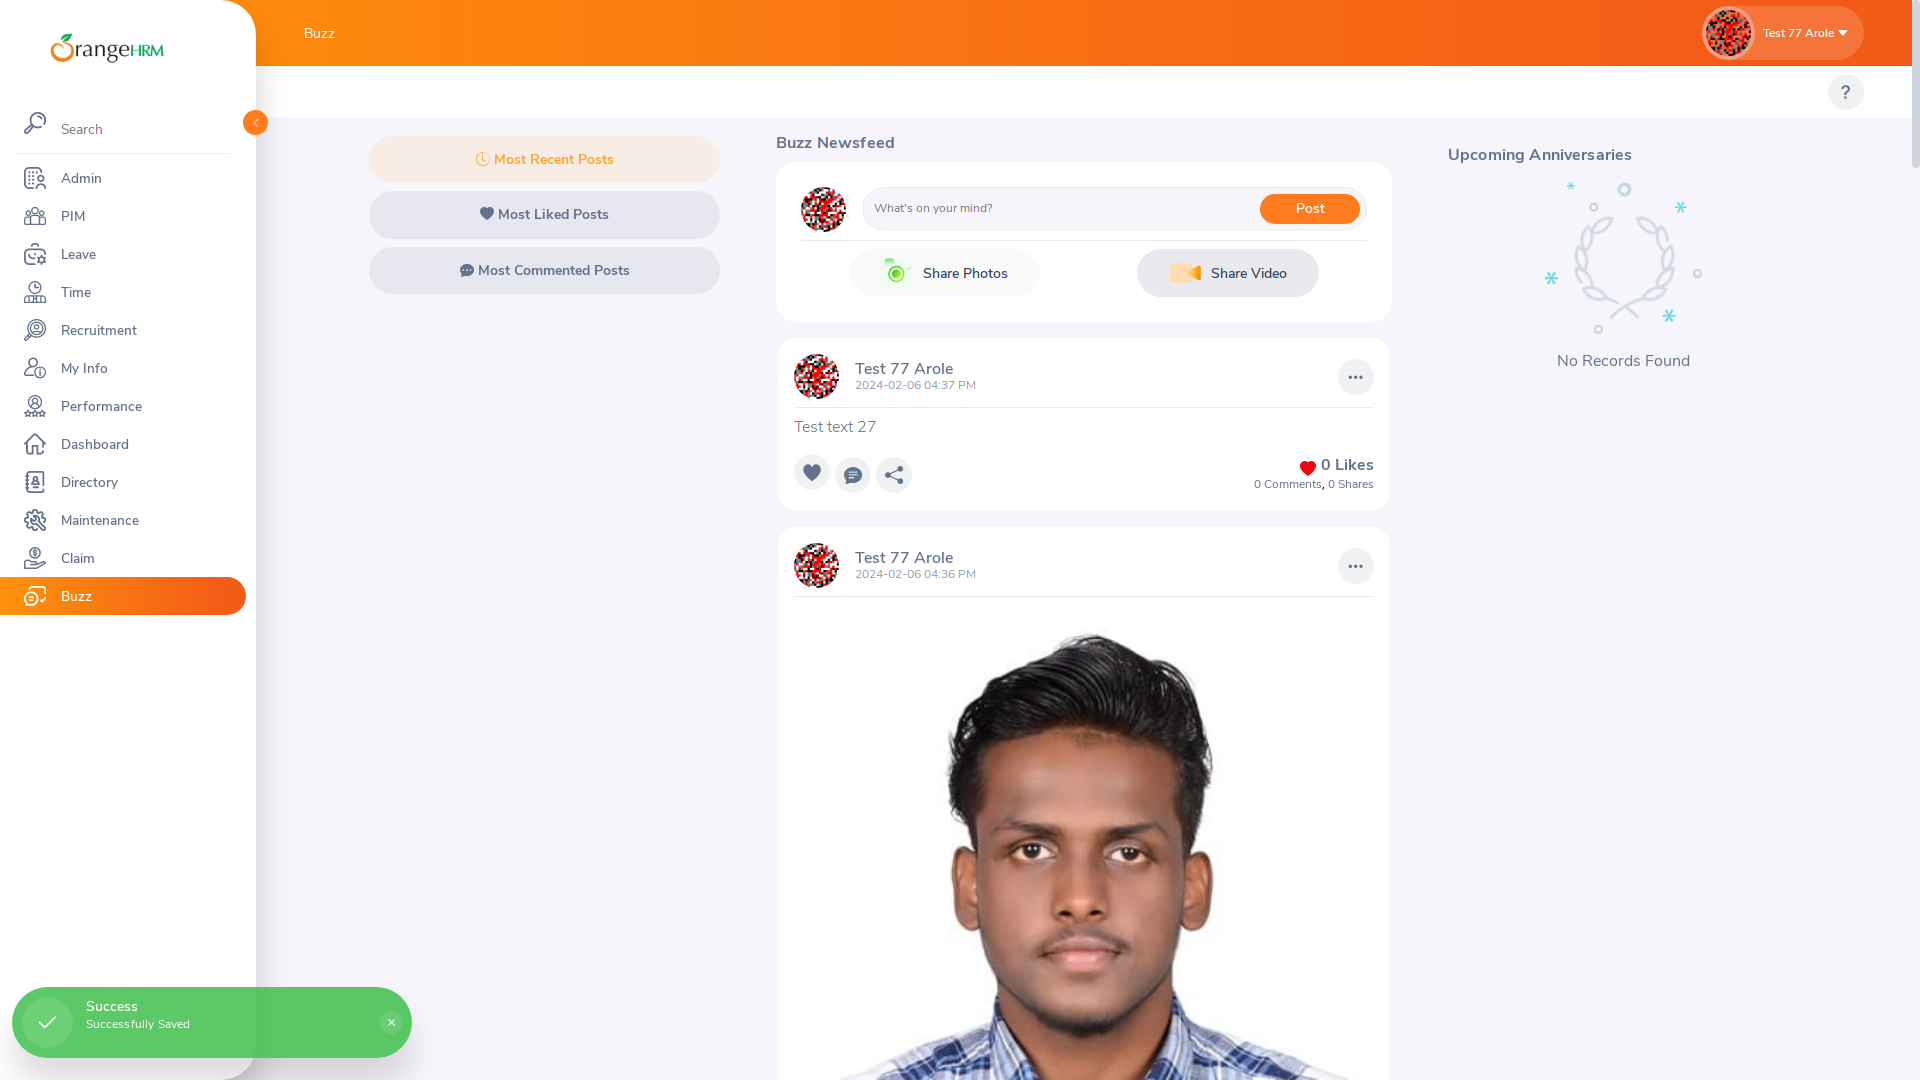 OrangeHRM
Search
Admin
PIM
Leave
Time
Recruitment
My Info
Performance
Dashboard
Directory
Maintenance
Claim
Buzz
Buzz
Test 77 Arole
?
Most Recent Posts
Most Liked Posts
Most Commented Posts
Buzz Newsfeed
What's on your mind?
Post
Share Photos
Share Video
Test 77 Arole
2024-02-06 04:37 PM
Test text 27
0 Likes
0 Comments, 0 Shares
Test 77 Arole
2024-02-06 04:36 PM
Upcoming Anniversaries
No Records Found
Success
Successfully Saved